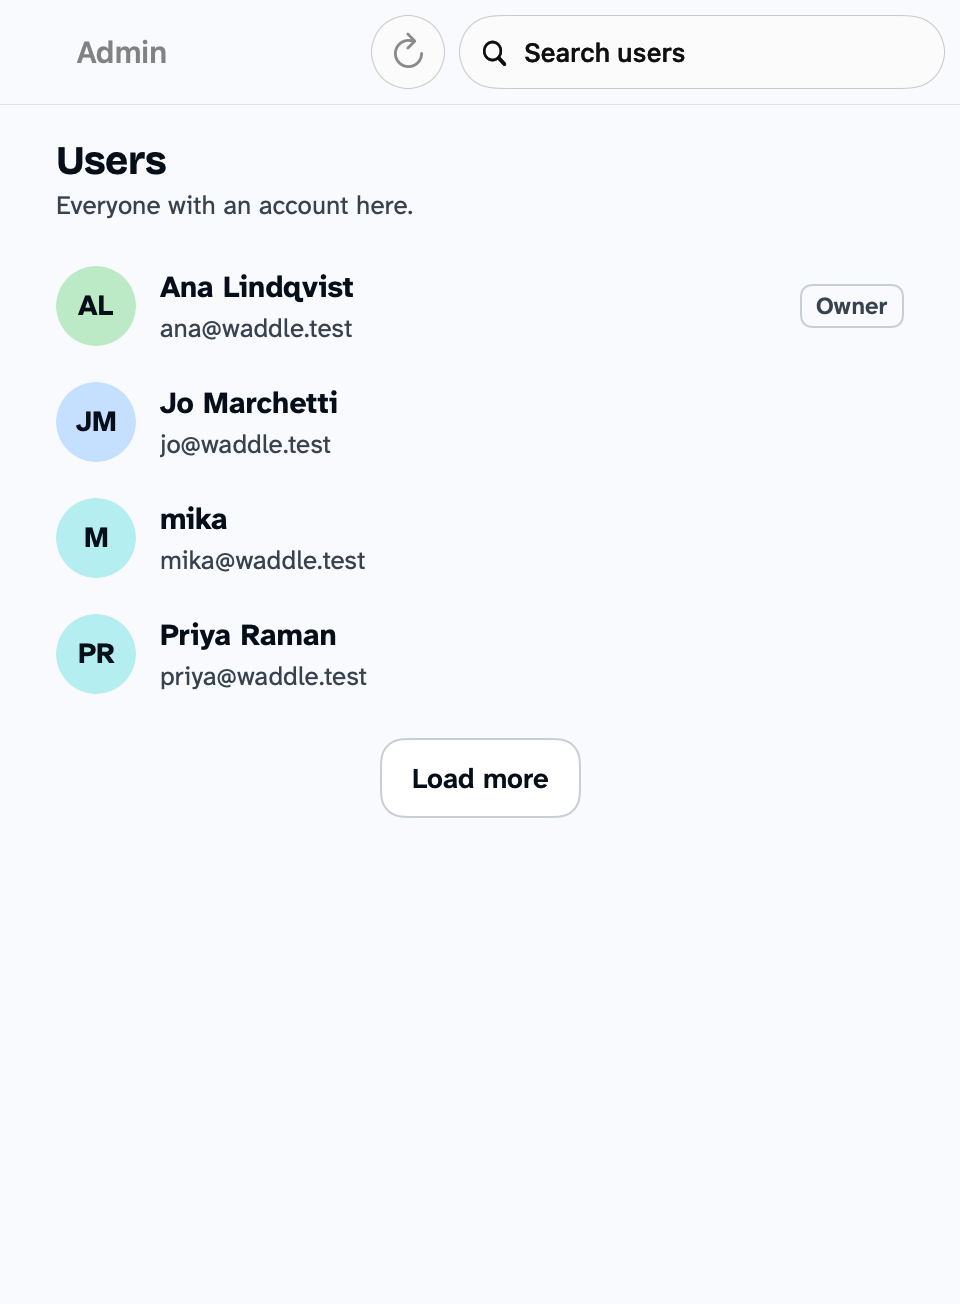 Admin
Search users
Users
Everyone with an account here.
AL
Ana Lindqvist
ana@waddle.test
Owner
JM
Jo Marchetti
jo@waddle.test
M
mika
mika@waddle.test
PR
Priya Raman
priya@waddle.test
Load more